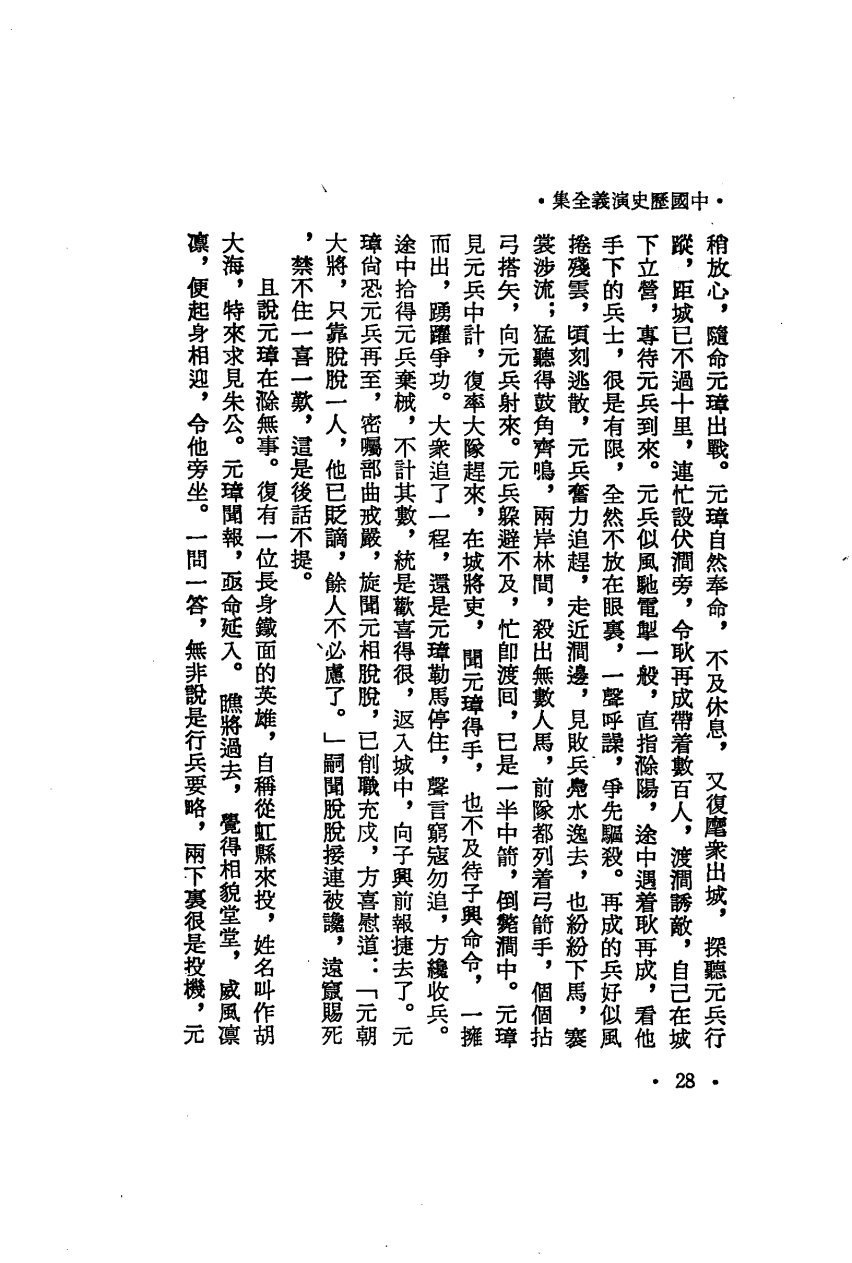 •中國歷史演義全集•
稍放心，隨命元璋出戰。元璋自然奉命，不及休息，又復麾衆出城，探聽元兵行
蹤，距城已不過十里，連忙設伏澗旁，令耿再成帶着數百人，渡澗誘敵，自己在城
下立營，專待元兵到來。元兵似風馳電掣一般，直指滁陽，途中遇着耿再成，看他
手下的兵士，很是有限，全然不放在眼裏，一聲呼譟，爭先驅殺。再成的兵好似風
捲殘雲，頃刻逃散，元兵奮力追趕，走近澗邊，見敗兵鳧水逸去，也紛紛下馬，褰
裳涉流；猛聽得鼓角齊鳴，兩岸林間，殺出無數人馬，前隊都列着弓箭手，個個拈
弓搭矢，向元兵射來。元兵躱避不及，忙卽渡回，已是一半中箭，倒斃澗中。元璋
見元兵中計，復率大隊趕來，在城將吏，聞元璋得手，也不及待子興命令，一擁
而出，踴躍爭功。大衆追了一程，還是元璋勒馬停住，聲言窮寇勿追，方纔收兵。
途中拾得元兵棄械，不計其數，統是歡喜得很，返入城中，向子興前報捷去了。元
璋尙恐元兵再至，密囑部曲戒嚴，旋聞元相脫脫，已削職充戍，方喜慰道：「元朝
大將，只靠脫脫一人，他已貶謫，餘人不必慮了。」嗣聞脫脫接連被讒，遠竄賜死
，禁不住一喜一歎，這是後話不提。
且說元璋在滁無事。復有一位長身鐵面的英雄，自稱從虹縣來投，姓名叫作胡
大海，特來求見朱公。元璋聞報，亟命延入。瞧將過去，覺得相貌堂堂，威風凜
凜，便起身相迎，令他旁坐。一問一答，無非說是行兵要略，兩下裏很是投機，元
•28•